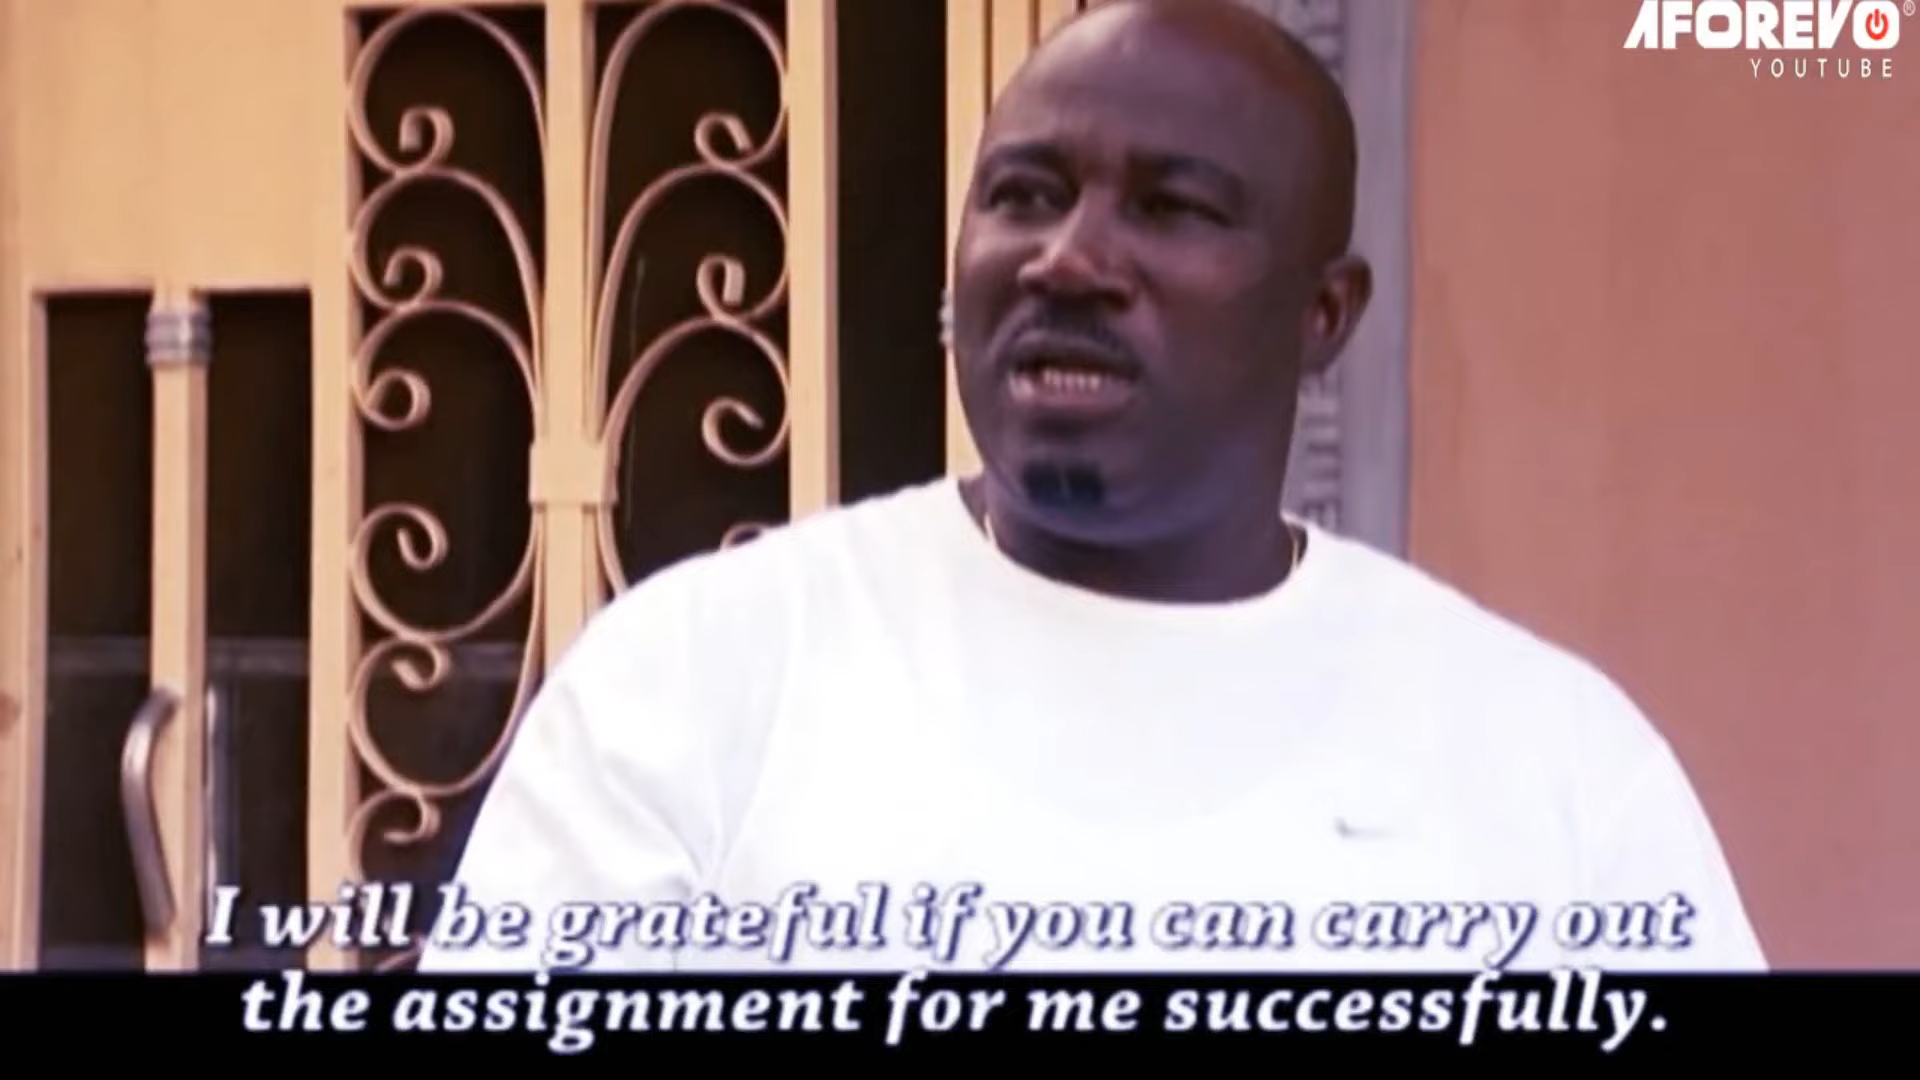 AFOREVO
YOUTUBE
I will be grateful if you can carry out
the assignment for me successfully.